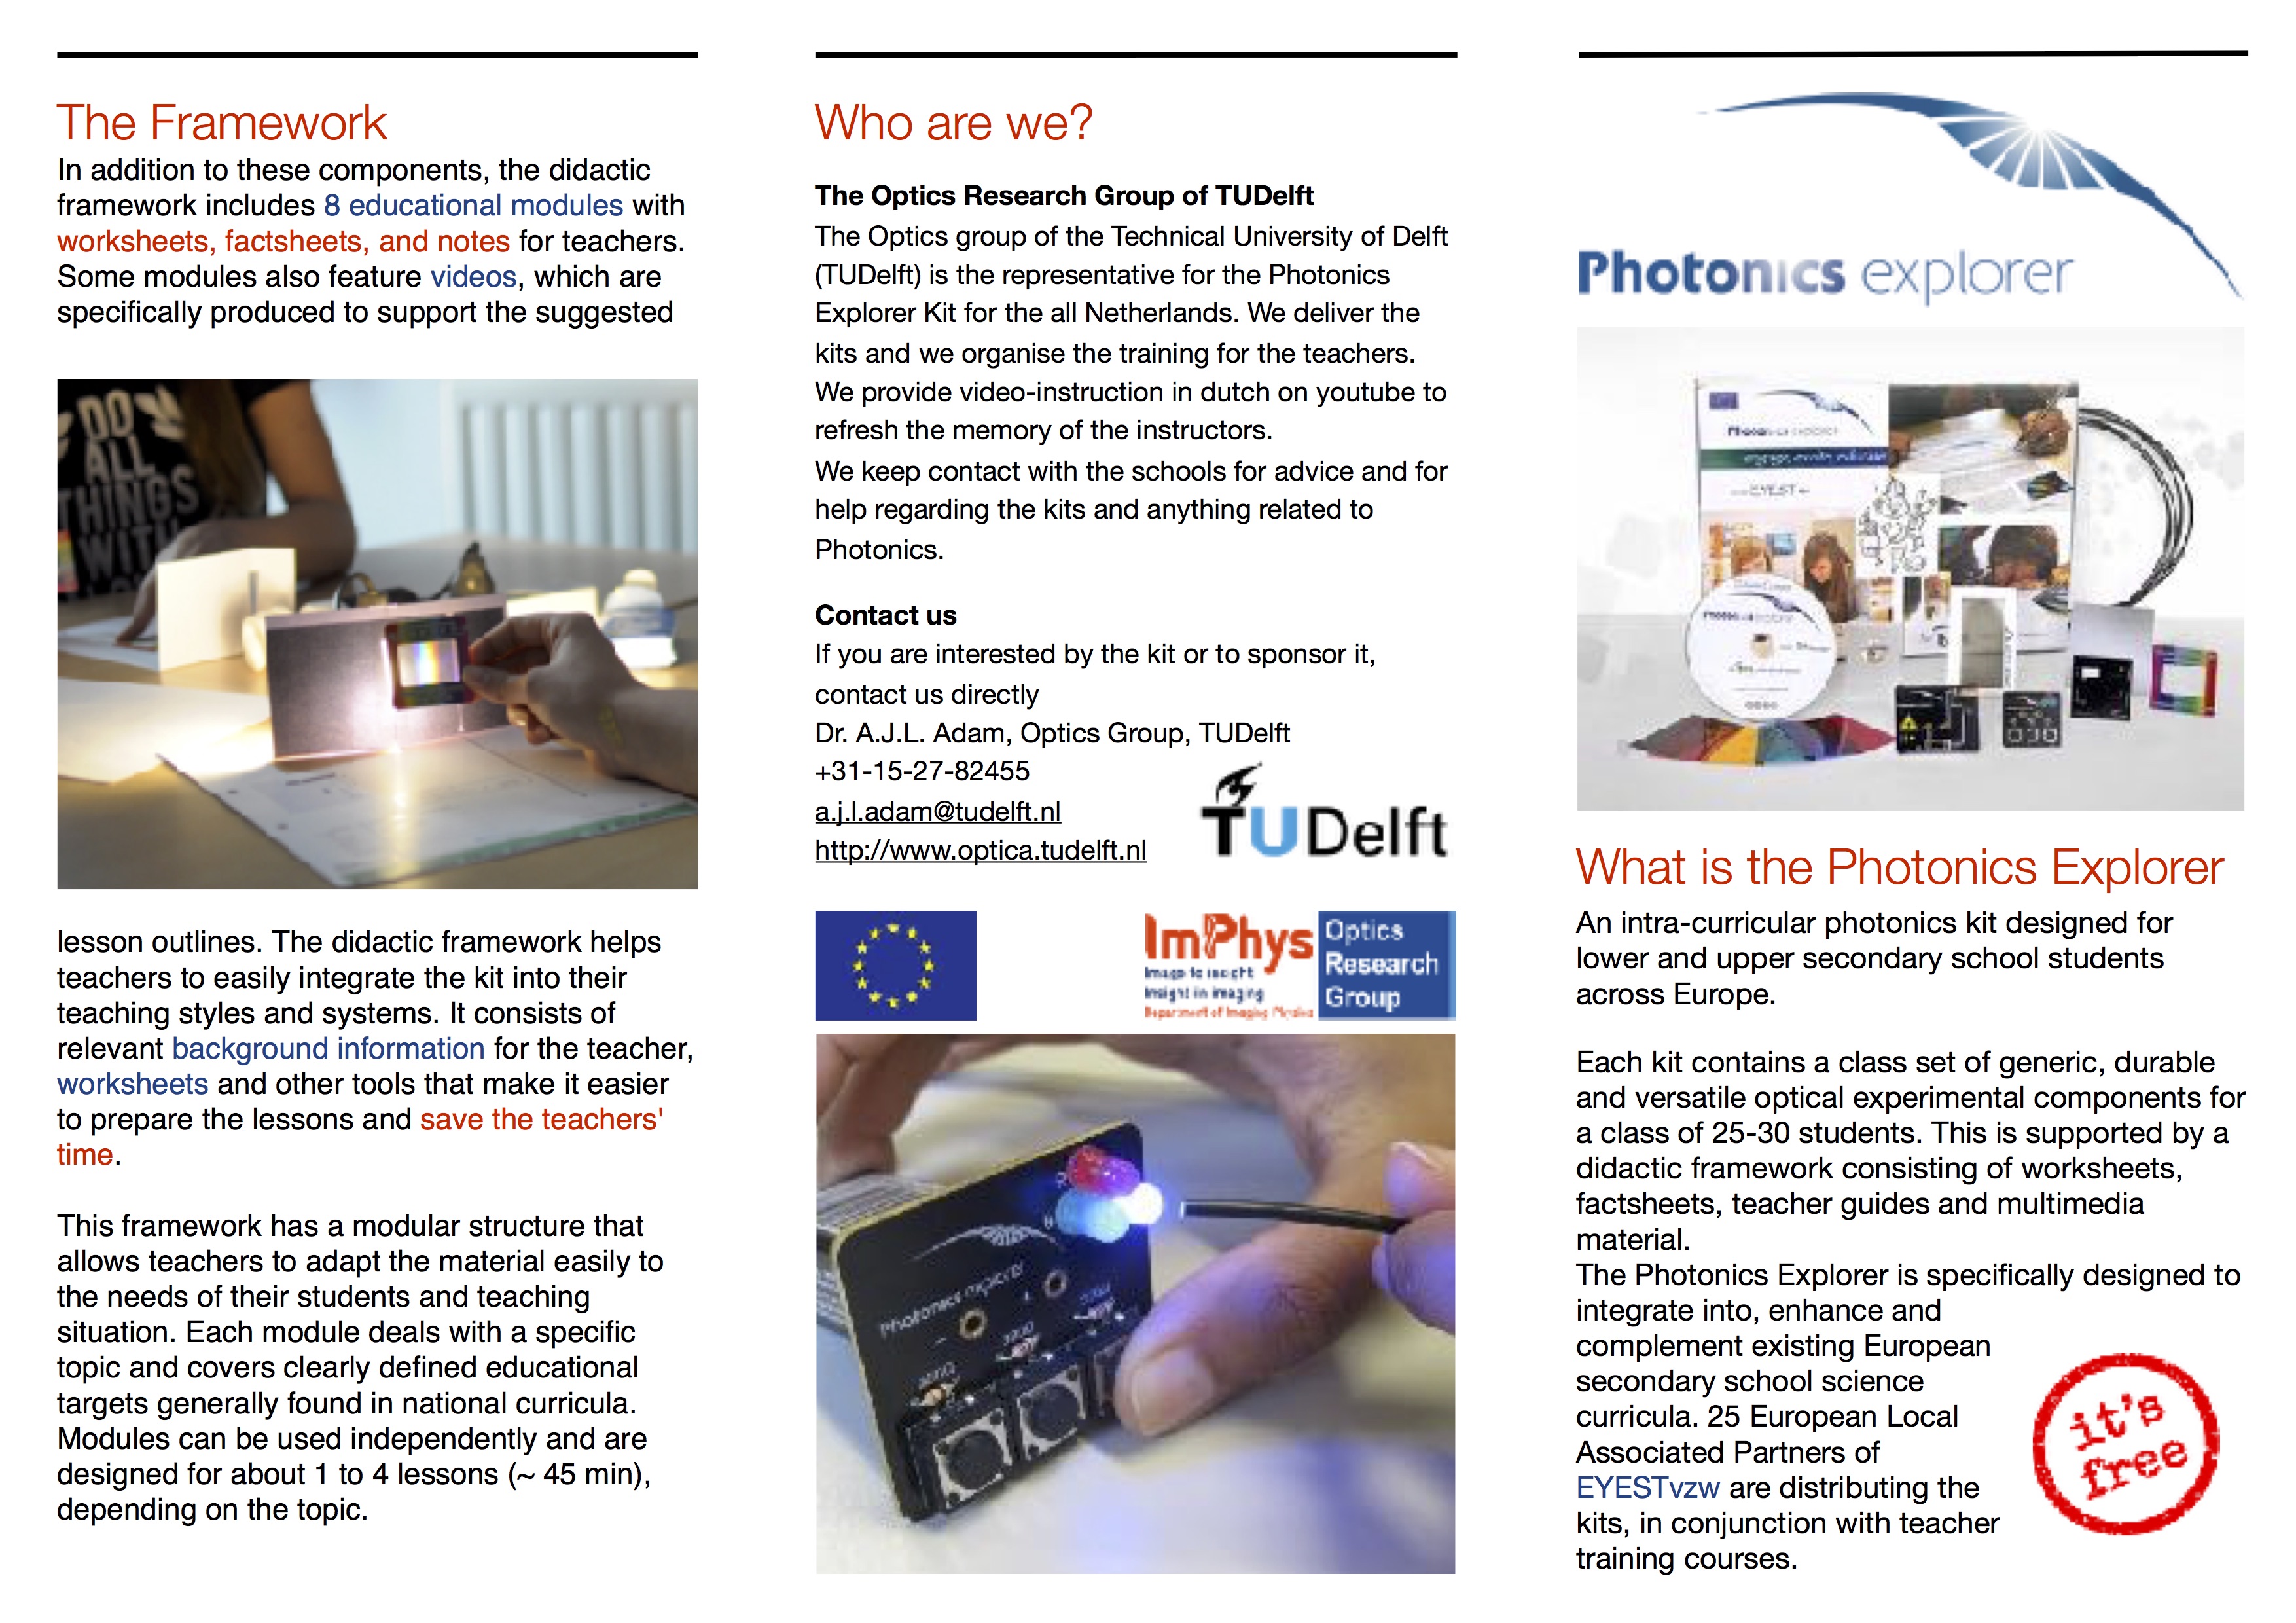 The Framework
In addition to these components, the didactic
framework includes 8 educational modules with
worksheets, factsheets, and notes for teachers.
Some modules also feature videos, which are
specifically produced to support the suggested
DO
ALL
THINGS
WITH
lesson outlines. The didactic framework helps
teachers to easily integrate the kit into their
teaching styles and systems. It consists of
relevant background information for the teacher,
worksheets and other tools that make it easier
to prepare the lessons and save the teachers'
time.
This framework has a modular structure that
allows teachers to adapt the material easily to
the needs of their students and teaching
situation. Each module deals with a specific
topic and covers clearly defined educational
targets generally found in national curricula.
Modules can be used independently and are
designed for about 1 to 4 lessons (~ 45 min),
depending on the topic.
Who are we?
The Optics Research Group of TUDelft
The Optics group of the Technical University of Delft
(TUDelft) is the representative for the Photonics
Explorer Kit for the all Netherlands. We deliver the
kits and we organise the training for the teachers.
We provide video-instruction in dutch on youtube to
refresh the memory of the instructors.
We keep contact with the schools for advice and for
help regarding the kits and anything related to
Photonics.
Contact us
If you are interested by the kit or to sponsor it,
contact us directly
Dr. A.J.L. Adam, Optics Group, TUDelft
+31-15-27-82455
a.j.l.adam@tudelft.nl
http://www.optica.tudelft.nl
TUDelft
ImPhys
Image to insight
Insight in imaging
Department of Imaging Physics
Optics
Research
Group
Photonics explorer
330Ω
Photonics explorer
Photonics explorer
engage, excite, educate
EYEST
What is the Photonics Explorer
An intra-curricular photonics kit designed for
lower and upper secondary school students
across Europe.
Each kit contains a class set of generic, durable
and versatile optical experimental components for
a class of 25-30 students. This is supported by a
didactic framework consisting of worksheets,
factsheets, teacher guides and multimedia
material.
The Photonics Explorer is specifically designed to
integrate into, enhance and
complement existing European
secondary school science
curricula. 25 European Local
Associated Partners of
EYESTvzw are distributing the
kits, in conjunction with teacher
training courses.
it's
free